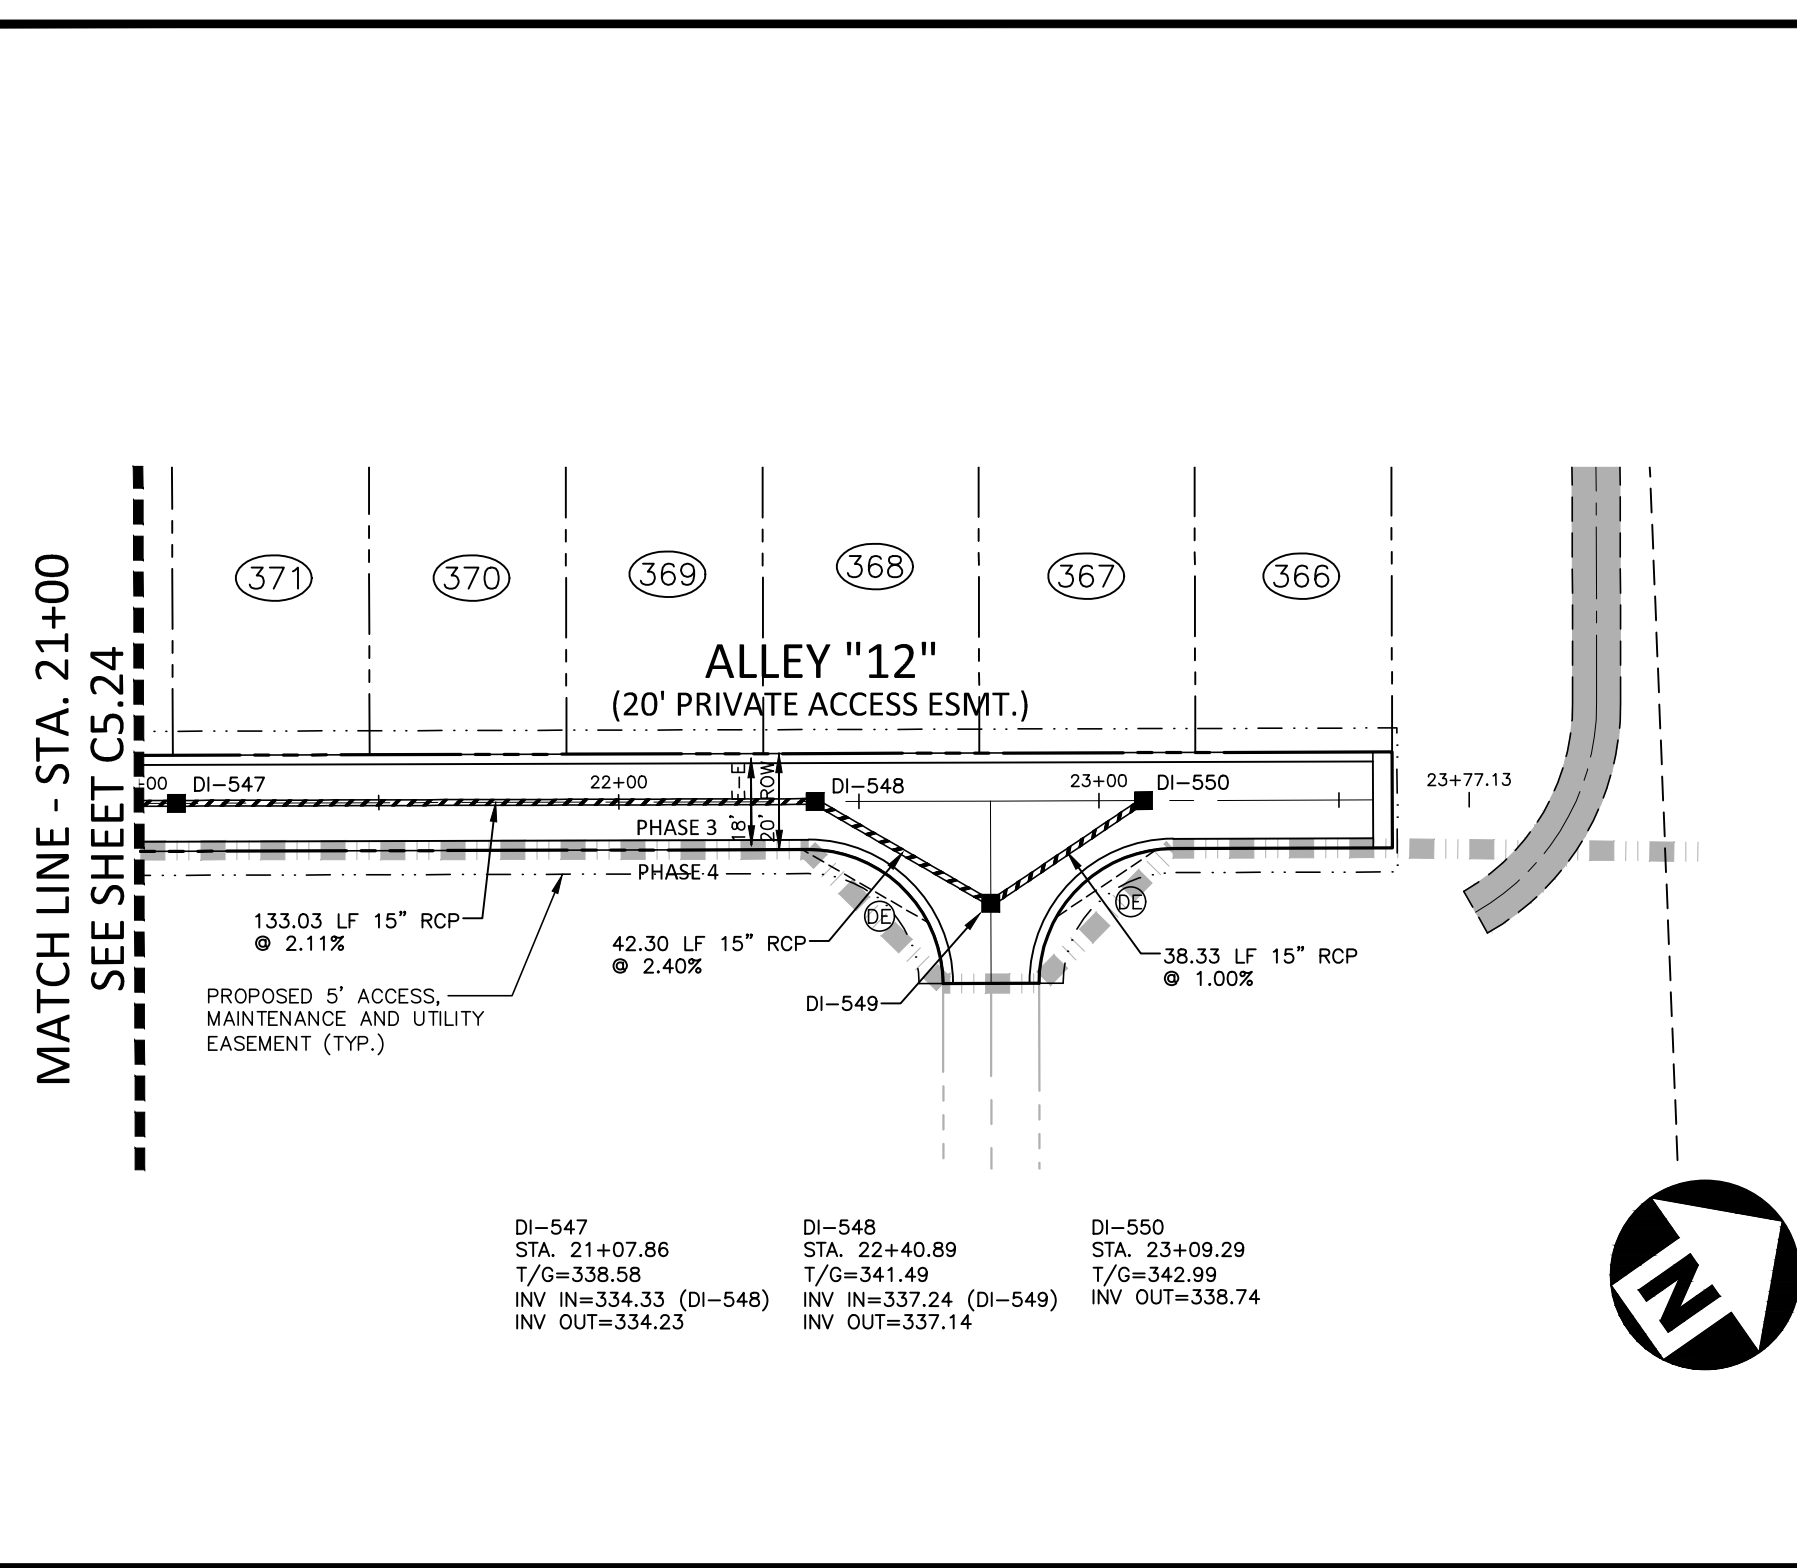 MATCH LINE - STA. 21+00
SEE SHEET C5.24
371
370
369
368
367
366
ALLEY "12"
(20' PRIVATE ACCESS ESMT.)
00
DI-547
22+00
18' E-E
20' ROW
DI-548
23+00
DI-550
23+77.13
PHASE 3
PHASE 4
133.03 LF 15" RCP
@ 2.11%
DE
DE
42.30 LF 15" RCP
@ 2.40%
38.33 LF 15" RCP
@ 1.00%
DI-549
PROPOSED 5' ACCESS,
MAINTENANCE AND UTILITY
EASEMENT (TYP.)
DI-547
STA. 21+07.86
T/G=338.58
INV IN=334.33 (DI-548)
INV OUT=334.23
DI-548
STA. 22+40.89
T/G=341.49
INV IN=337.24 (DI-549)
INV OUT=337.14
DI-550
STA. 23+09.29
T/G=342.99
INV OUT=338.74
N